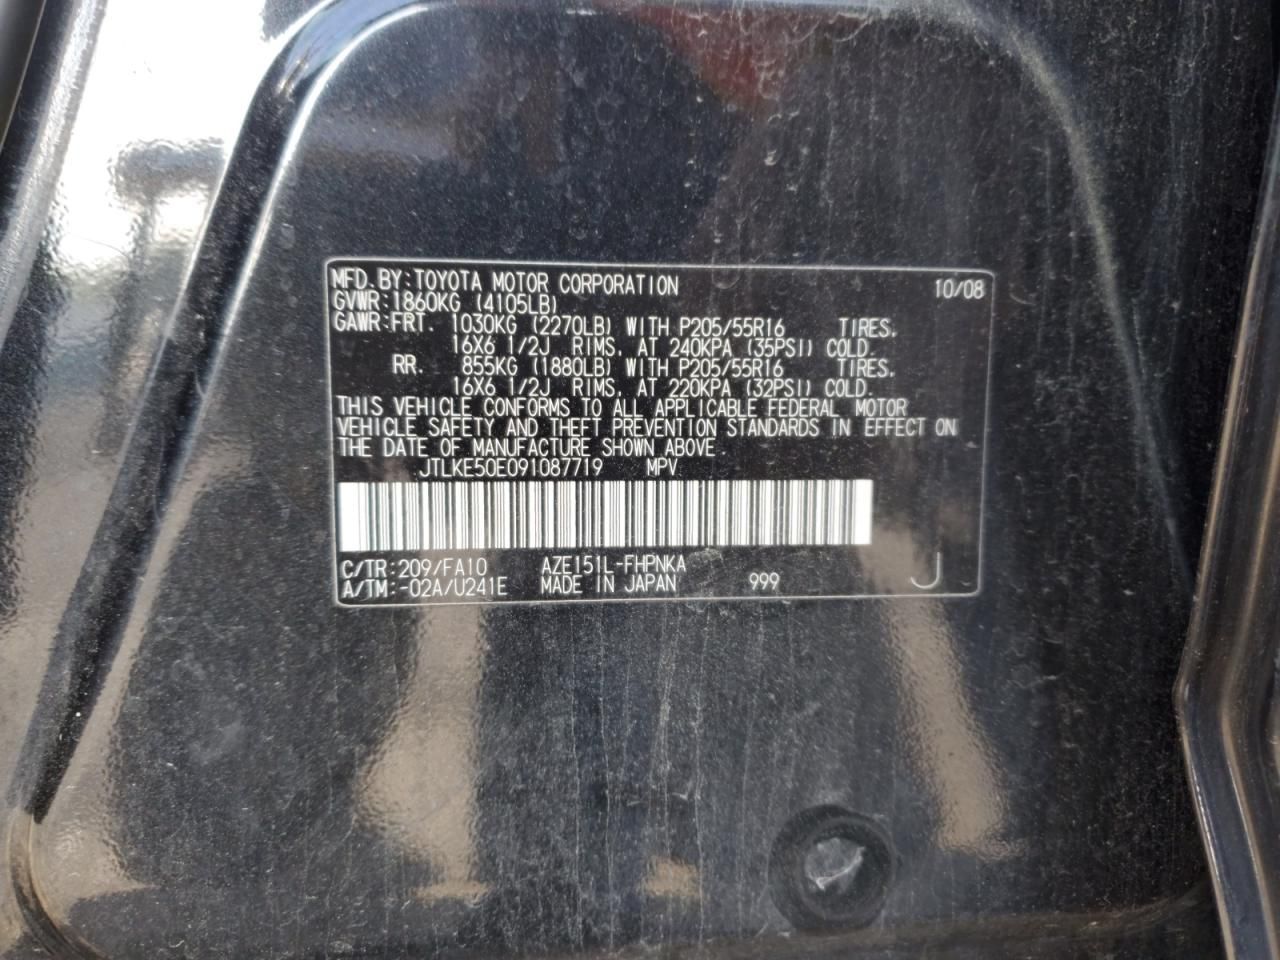 MFD.BY:TOYOTA MOTOR CORPORATION 10/08
GVWR:1860KG (4105LB)
GAWR:FRT. 1030KG (2270LB) WITH P205/55R16 TIRES,
16X6 1/2J RIMS, AT 240KPA (35PSI) COLD.
RR. 855KG (1880LB) WITH P205/55R16 TIRES,
16X6 1/2J RIMS, AT 220KPA (32PSI) COLD.
THIS VEHICLE CONFORMS TO ALL APPLICABLE FEDERAL MOTOR
VEHICLE SAFETY AND THEFT PREVENTION STANDARDS IN EFFECT ON
THE DATE OF MANUFACTURE SHOWN ABOVE.
JTLKE50E091087719 MPV
C/TR:209/FA10 AZE151L-FHPNKA
A/TM:-02A/U241E MADE IN JAPAN 999 J